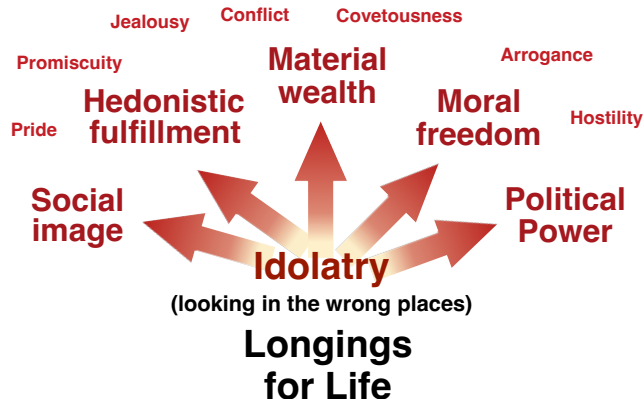 Jealousy
Conflict
Covetousness
Promiscuity
Material
wealth
Arrogance
Hedonistic
fulfillment
Moral
freedom
Pride
Hostility
Social
image
Political
Power
Idolatry
(looking in the wrong places)
Longings
for Life